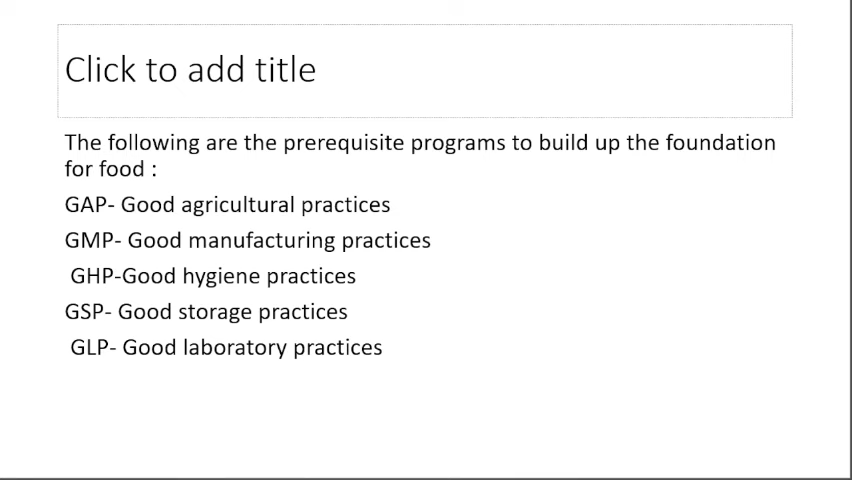 Click to add title
The following are the prerequisite programs to build up the foundation
for food :
GAP- Good agricultural practices
GMP- Good manufacturing practices
GHP-Good hygiene practices
GSP- Good storage practices
GLP- Good laboratory practices